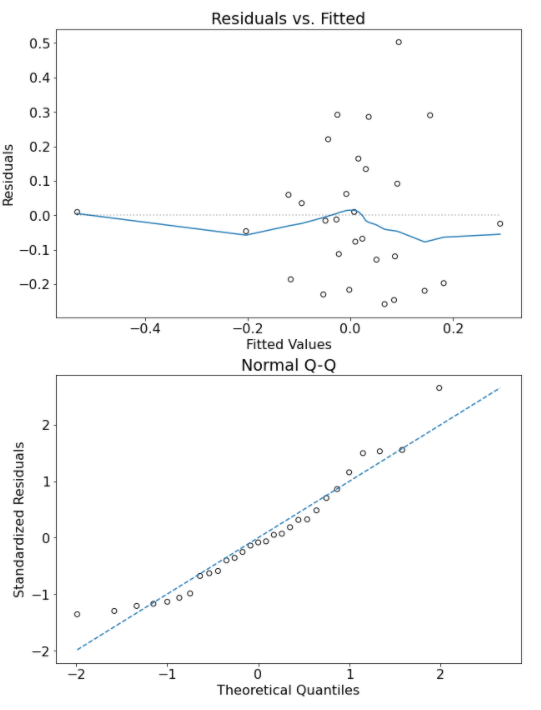 Residuals vs. Fitted
0.5
0.4
0.3
0.2
0.1
0.0
−0.1
−0.2
Residuals
−0.4 −0.2 0.0 0.2
Fitted Values
Normal Q-Q
2
1
0
−1
−2
Standardized Residuals
−2 −1 0 1 2
Theoretical Quantiles